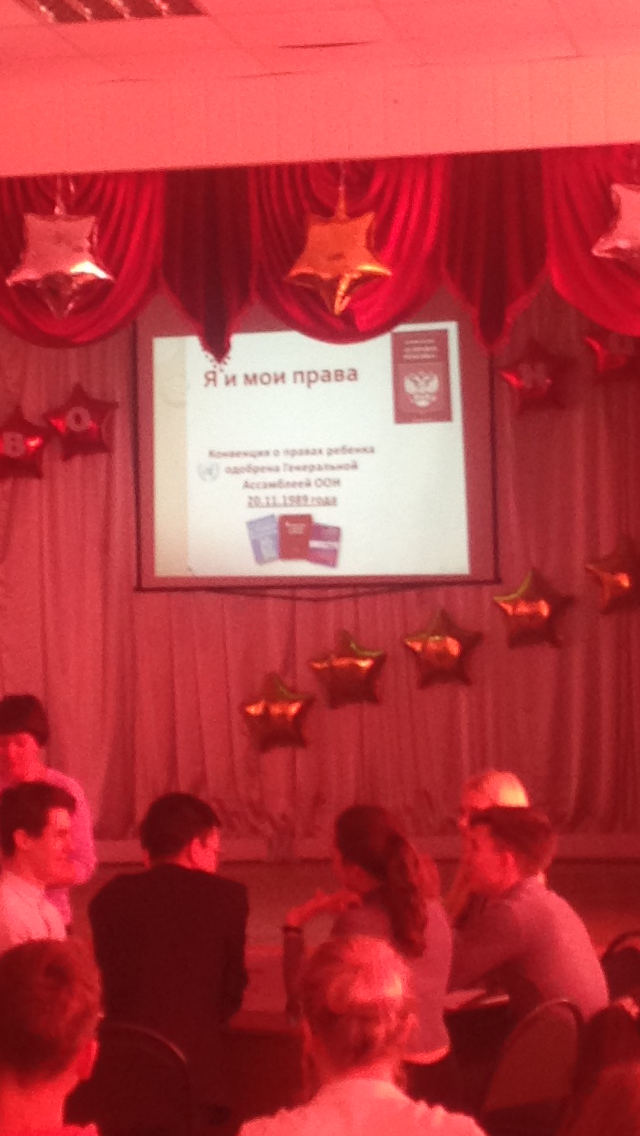 Я и мои права
Конвенция о правах ребенка
одобрена Генеральной
Ассамблеей ООН
20.11.1989 года
В О